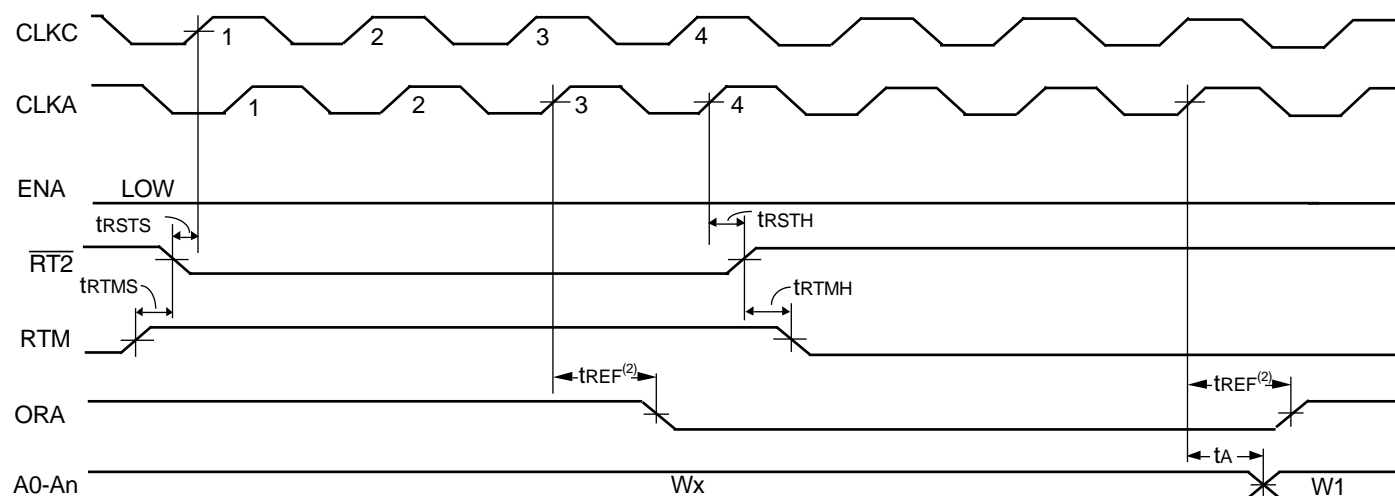 CLKC 1 2 3 4
CLKA 1 2 3 4
ENA LOW
tRSTS tRSTH
RT2
tRTMS tRTMH
RTM
tREF(2) tREF(2)
ORA
tA
A0-An Wx W1